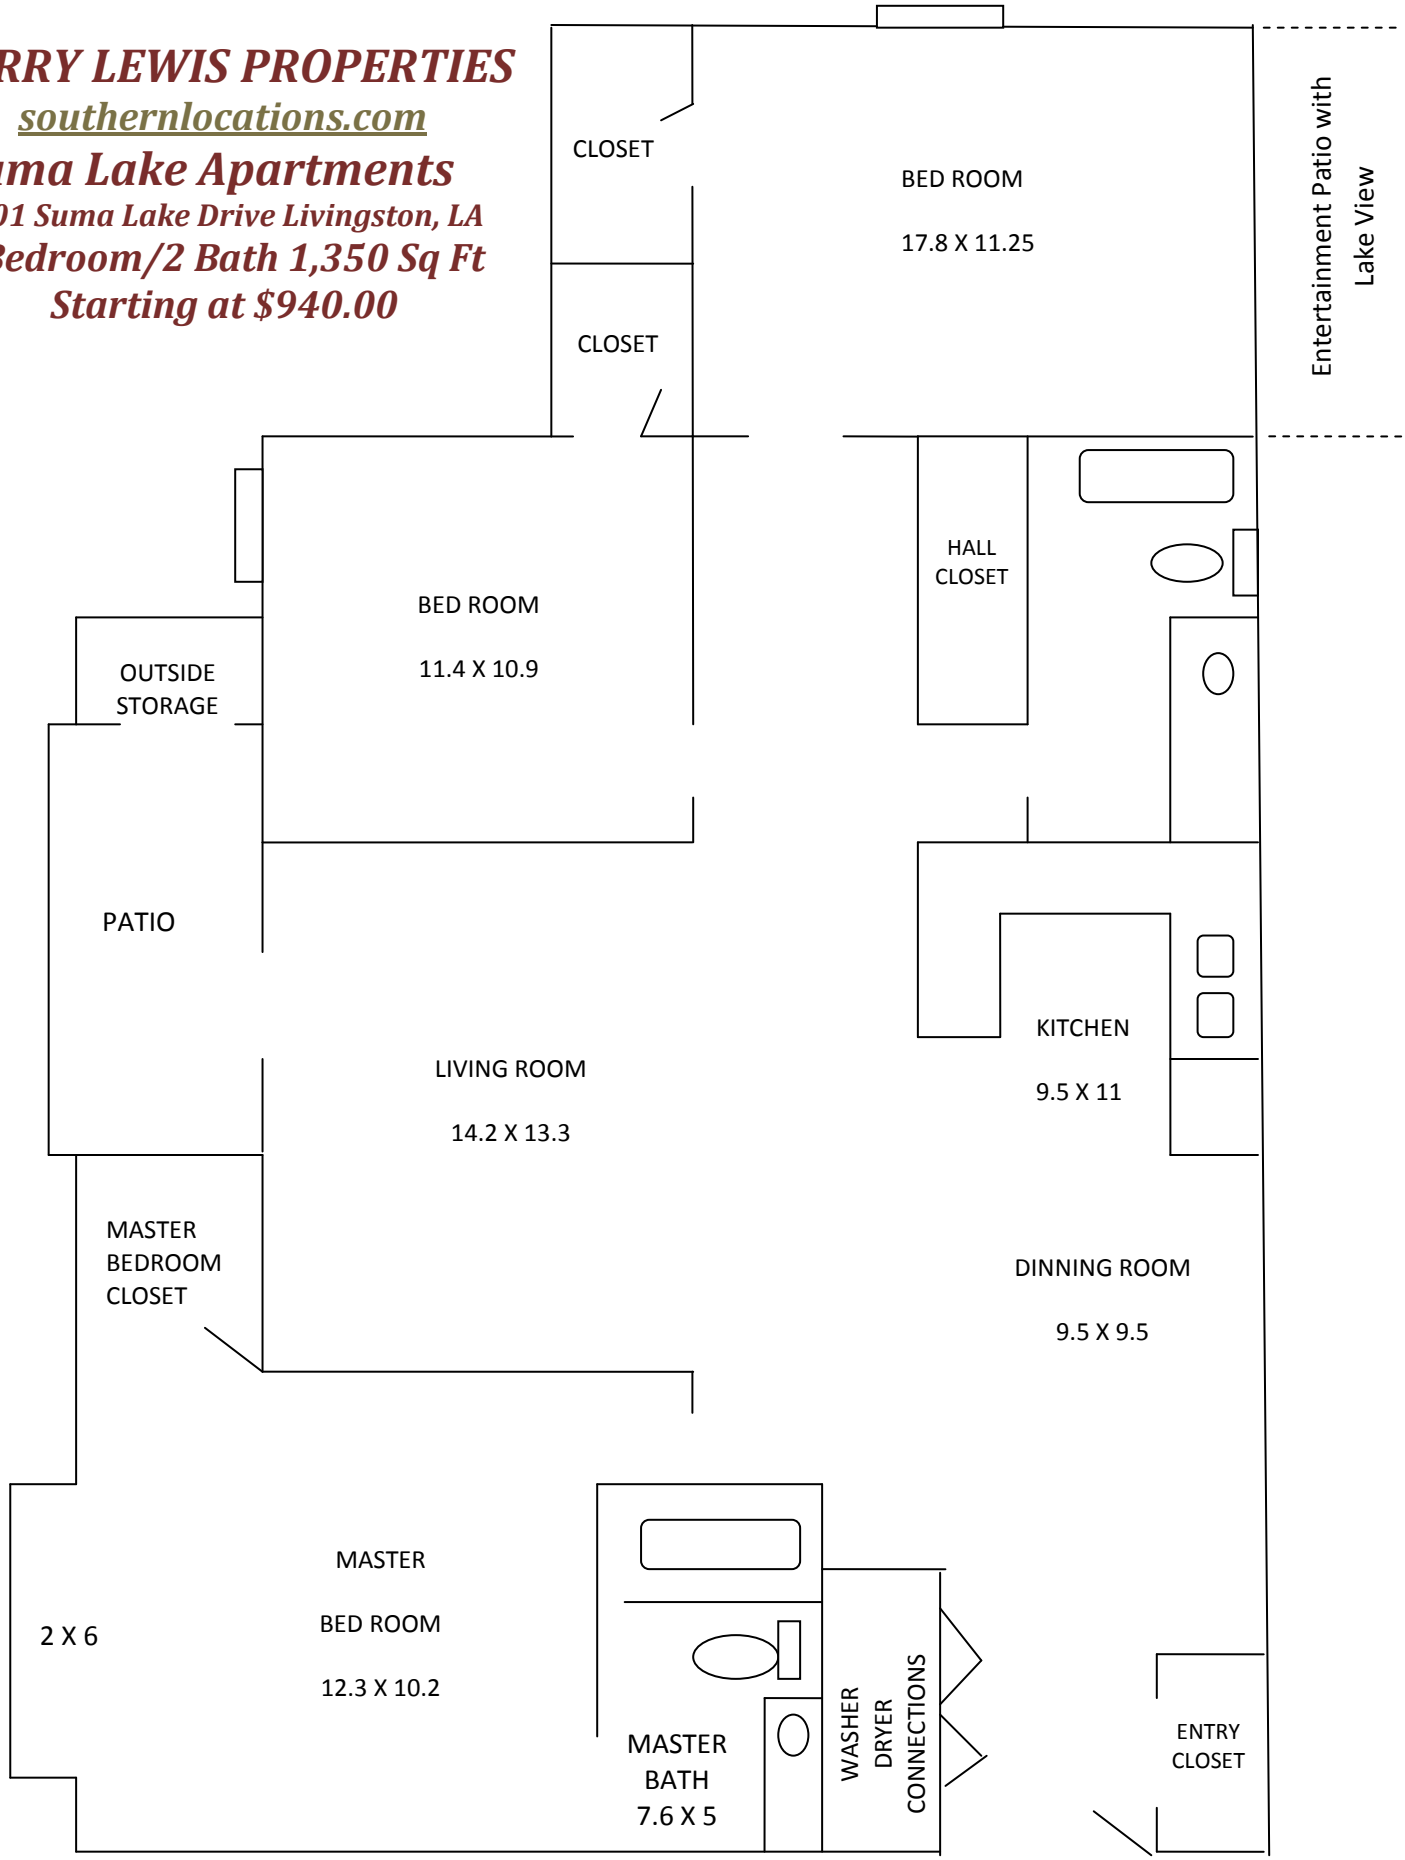 RRY LEWIS PROPERTIES
southernlocations.com
uma Lake Apartments
01 Suma Lake Drive Livingston, LA
Bedroom/2 Bath 1,350 Sq Ft
Starting at $940.00
CLOSET
BED ROOM
17.8 X 11.25
Entertainment Patio with
Lake View
CLOSET
HALL
CLOSET
BED ROOM
11.4 X 10.9
OUTSIDE
STORAGE
PATIO
KITCHEN
9.5 X 11
LIVING ROOM
14.2 X 13.3
MASTER
BEDROOM
CLOSET
DINNING ROOM
9.5 X 9.5
MASTER
BED ROOM
12.3 X 10.2
2 X 6
MASTER
BATH
7.6 X 5
WASHER
DRYER
CONNECTIONS
ENTRY
CLOSET